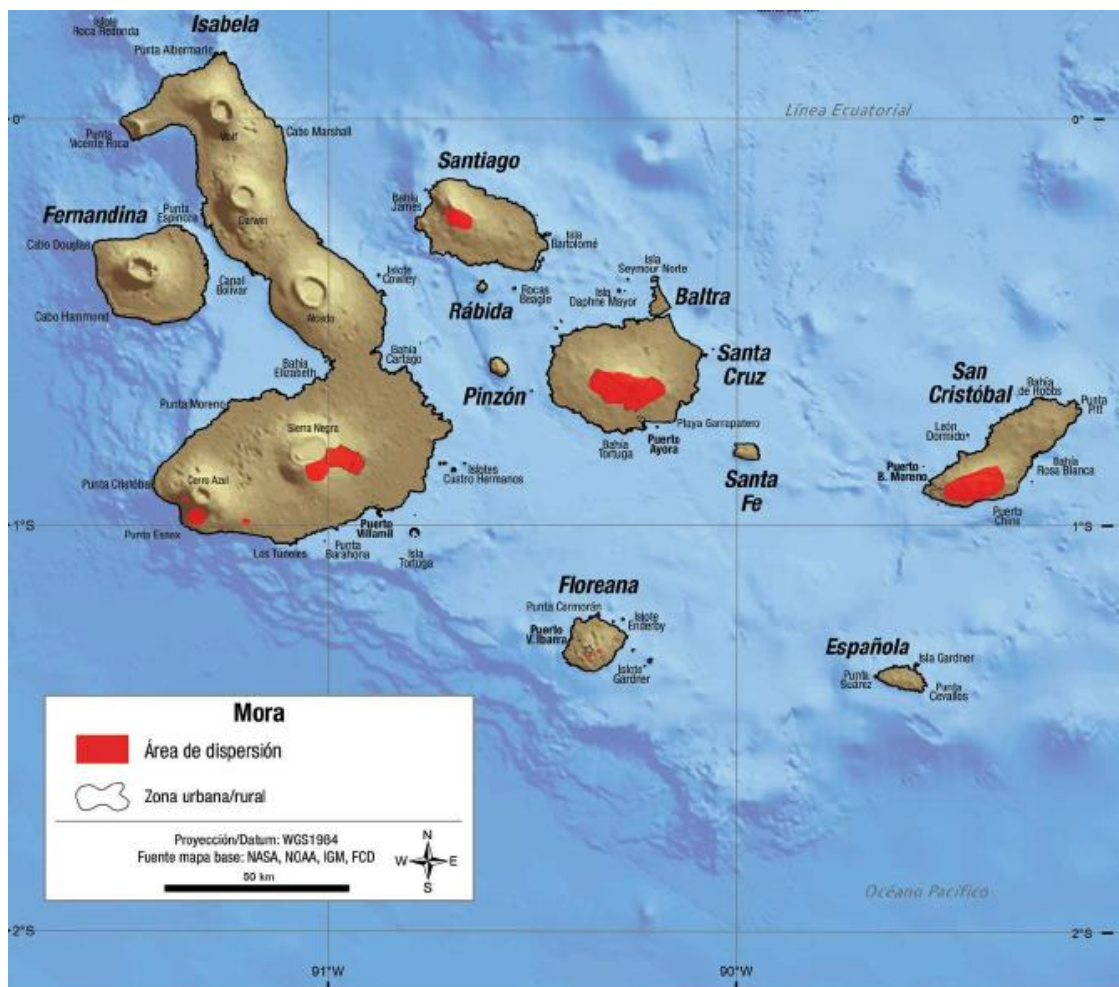 Isabela
Islote
Roca Redonda
Punta Albermarle
Línea Ecuatorial
0°
0°
Wolf
Cabo Marshall
Punta
Vicente Roca
Santiago
Bahía
James
Fernandina
Punta
Espinoza
Darwin
Cabo Douglas
Isla
Bartolomé
Canal
Bolívar
Islote
Cowley
Isla
Seymour Norte
Isla
Daphne Mayor
Rocas
Beagle
Baltra
Rábida
Cabo Hammond
Alcedo
Bahía
Cartago
Bahía
Elizabeth
Santa
Cruz
Pinzón
San
Cristóbal
Bahía
de Robbs
Punta
Pitt
Punta Moreno
Playa Garrapatero
Bahía
Tortuga
Puerto
Ayora
Sierra Negra
León
Dormido
Santa
Fe
Puerto
B. Moreno
Bahía
Rosa Blanca
Islotes
Cuatro Hermanos
Punta Cristóbal
Cerro Azul
Puerto
Villamil
Puerto
Chino
1°S
1°S
Punta Essex
Los Túneles
Punta
Barahona
Isla
Tortuga
Floreana
Punta Cormorán
Puerto
V. Ibarra
Islote
Enderby
Islote
Gardner
Española
Isla Gardner
Punta
Suárez
Punta
Cevallos
Mora
Área de dispersión
Zona urbana/rural
Proyección/Datum: WGS1984
Fuente mapa base: NASA, NOAA, IGM, FCD
50 km
N
W
E
S
Océano Pacífico
2°S
2°S
91°W
90°W